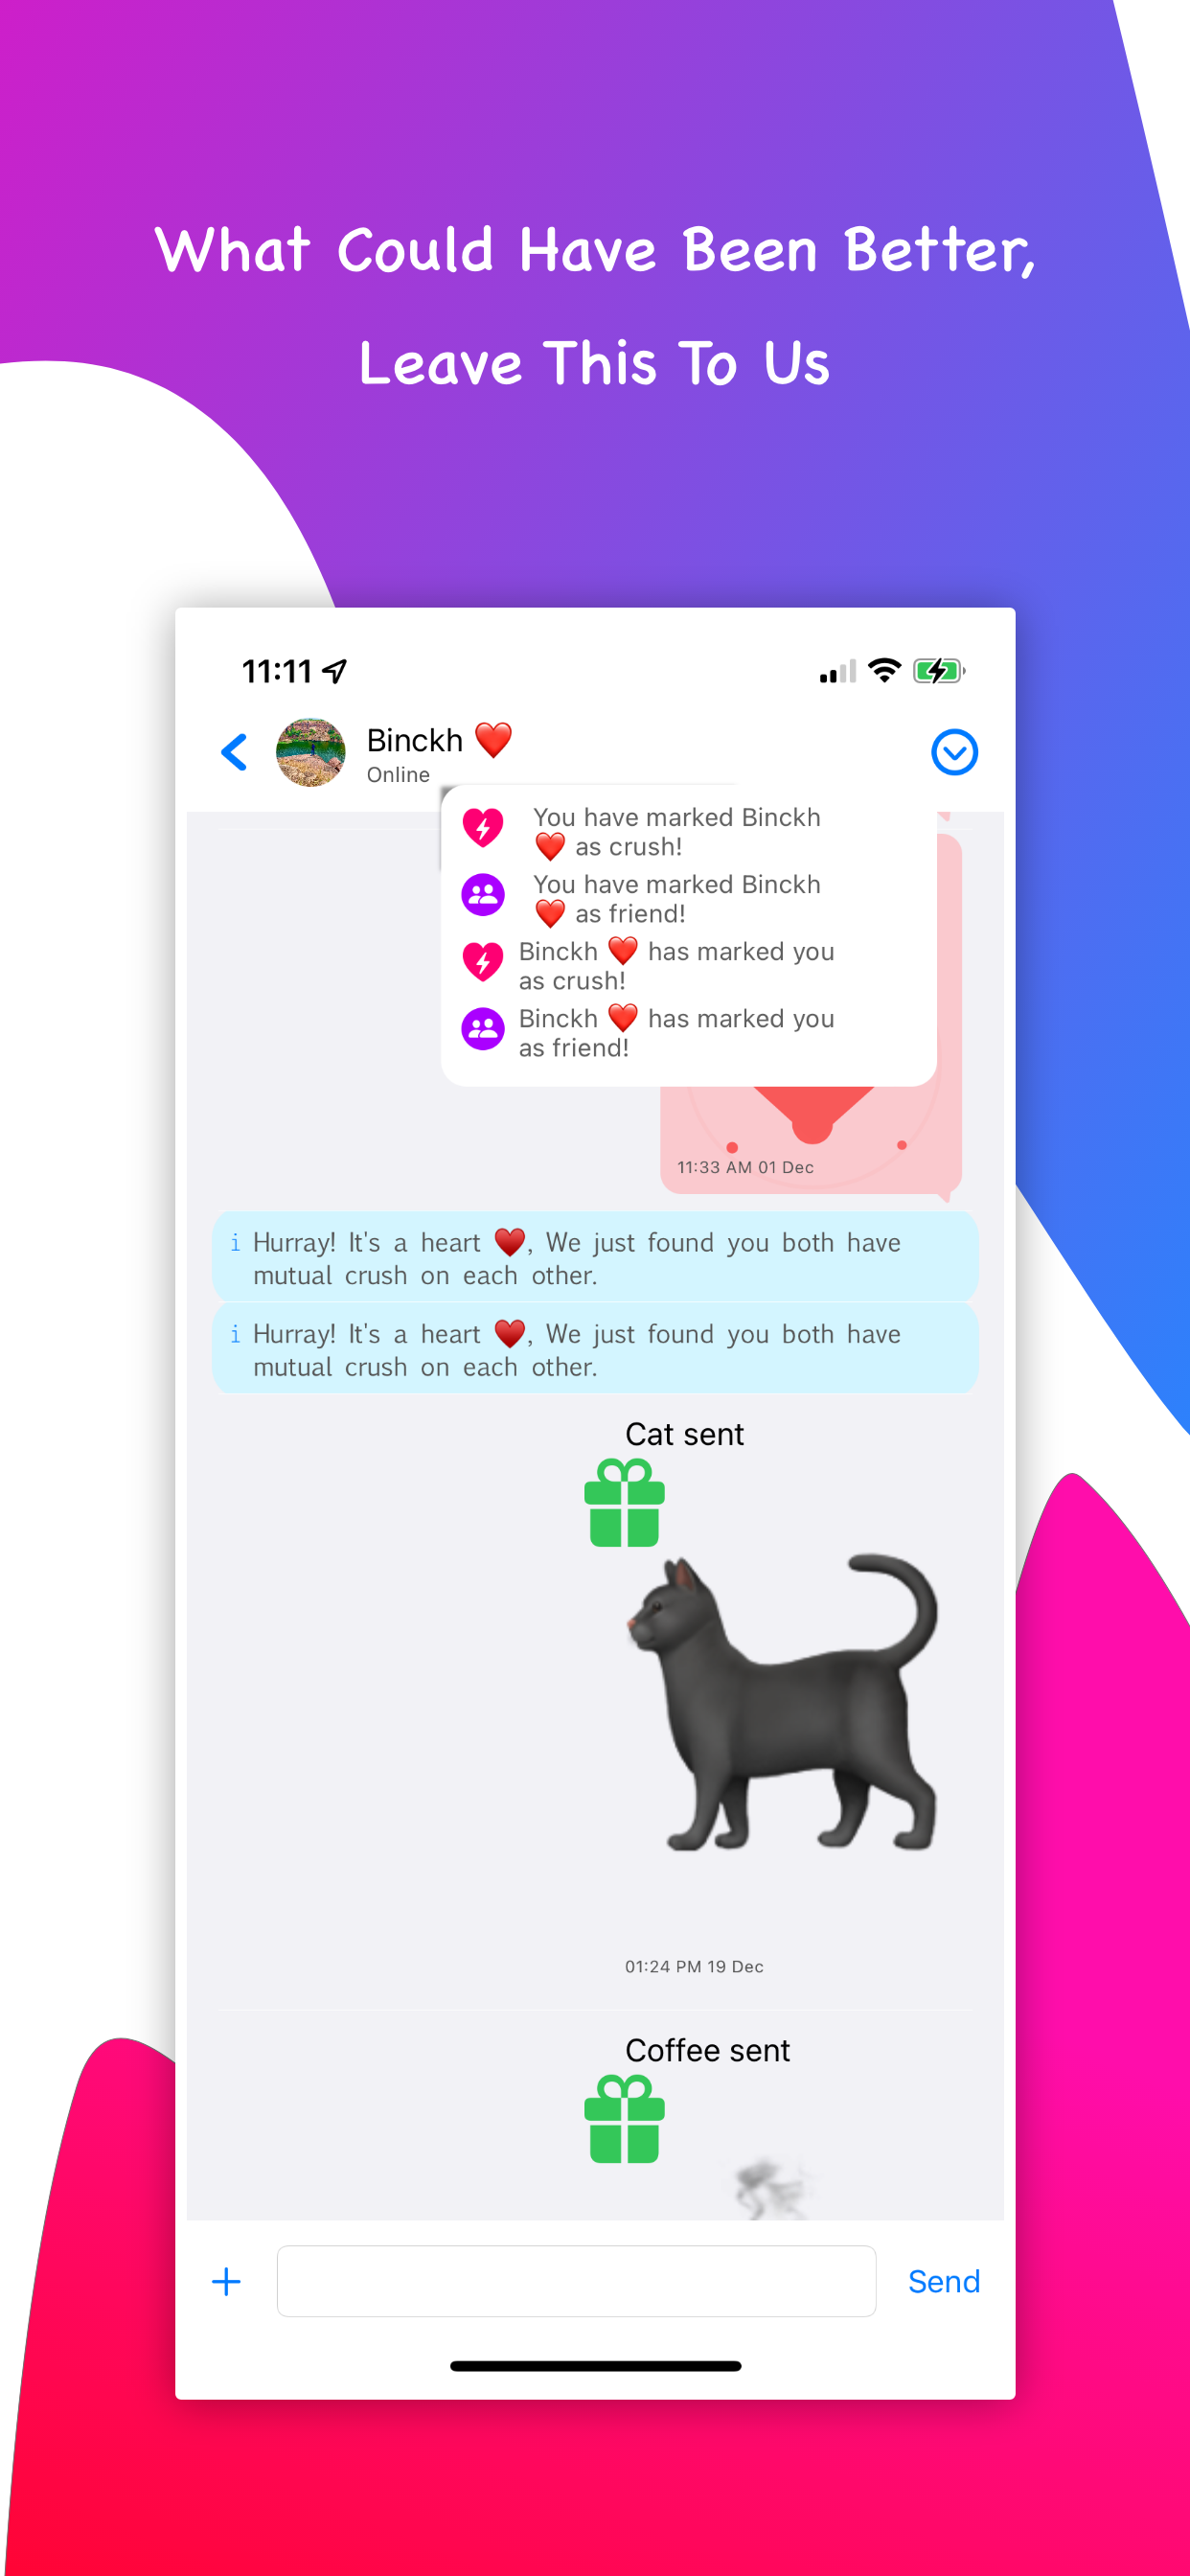 What Could Have Been Better,
Leave This To Us
11:11
Binckh ❤️
Online
You have marked Binckh
❤️ as crush!
You have marked Binckh
❤️ as friend!
Binckh ❤️ has marked you
as crush!
Binckh ❤️ has marked you
as friend!
11:33 AM 01 Dec
i Hurray! It's a heart ♥️, We just found you both have
mutual crush on each other.
i Hurray! It's a heart ♥️, We just found you both have
mutual crush on each other.
Cat sent
01:24 PM 19 Dec
Coffee sent
Send